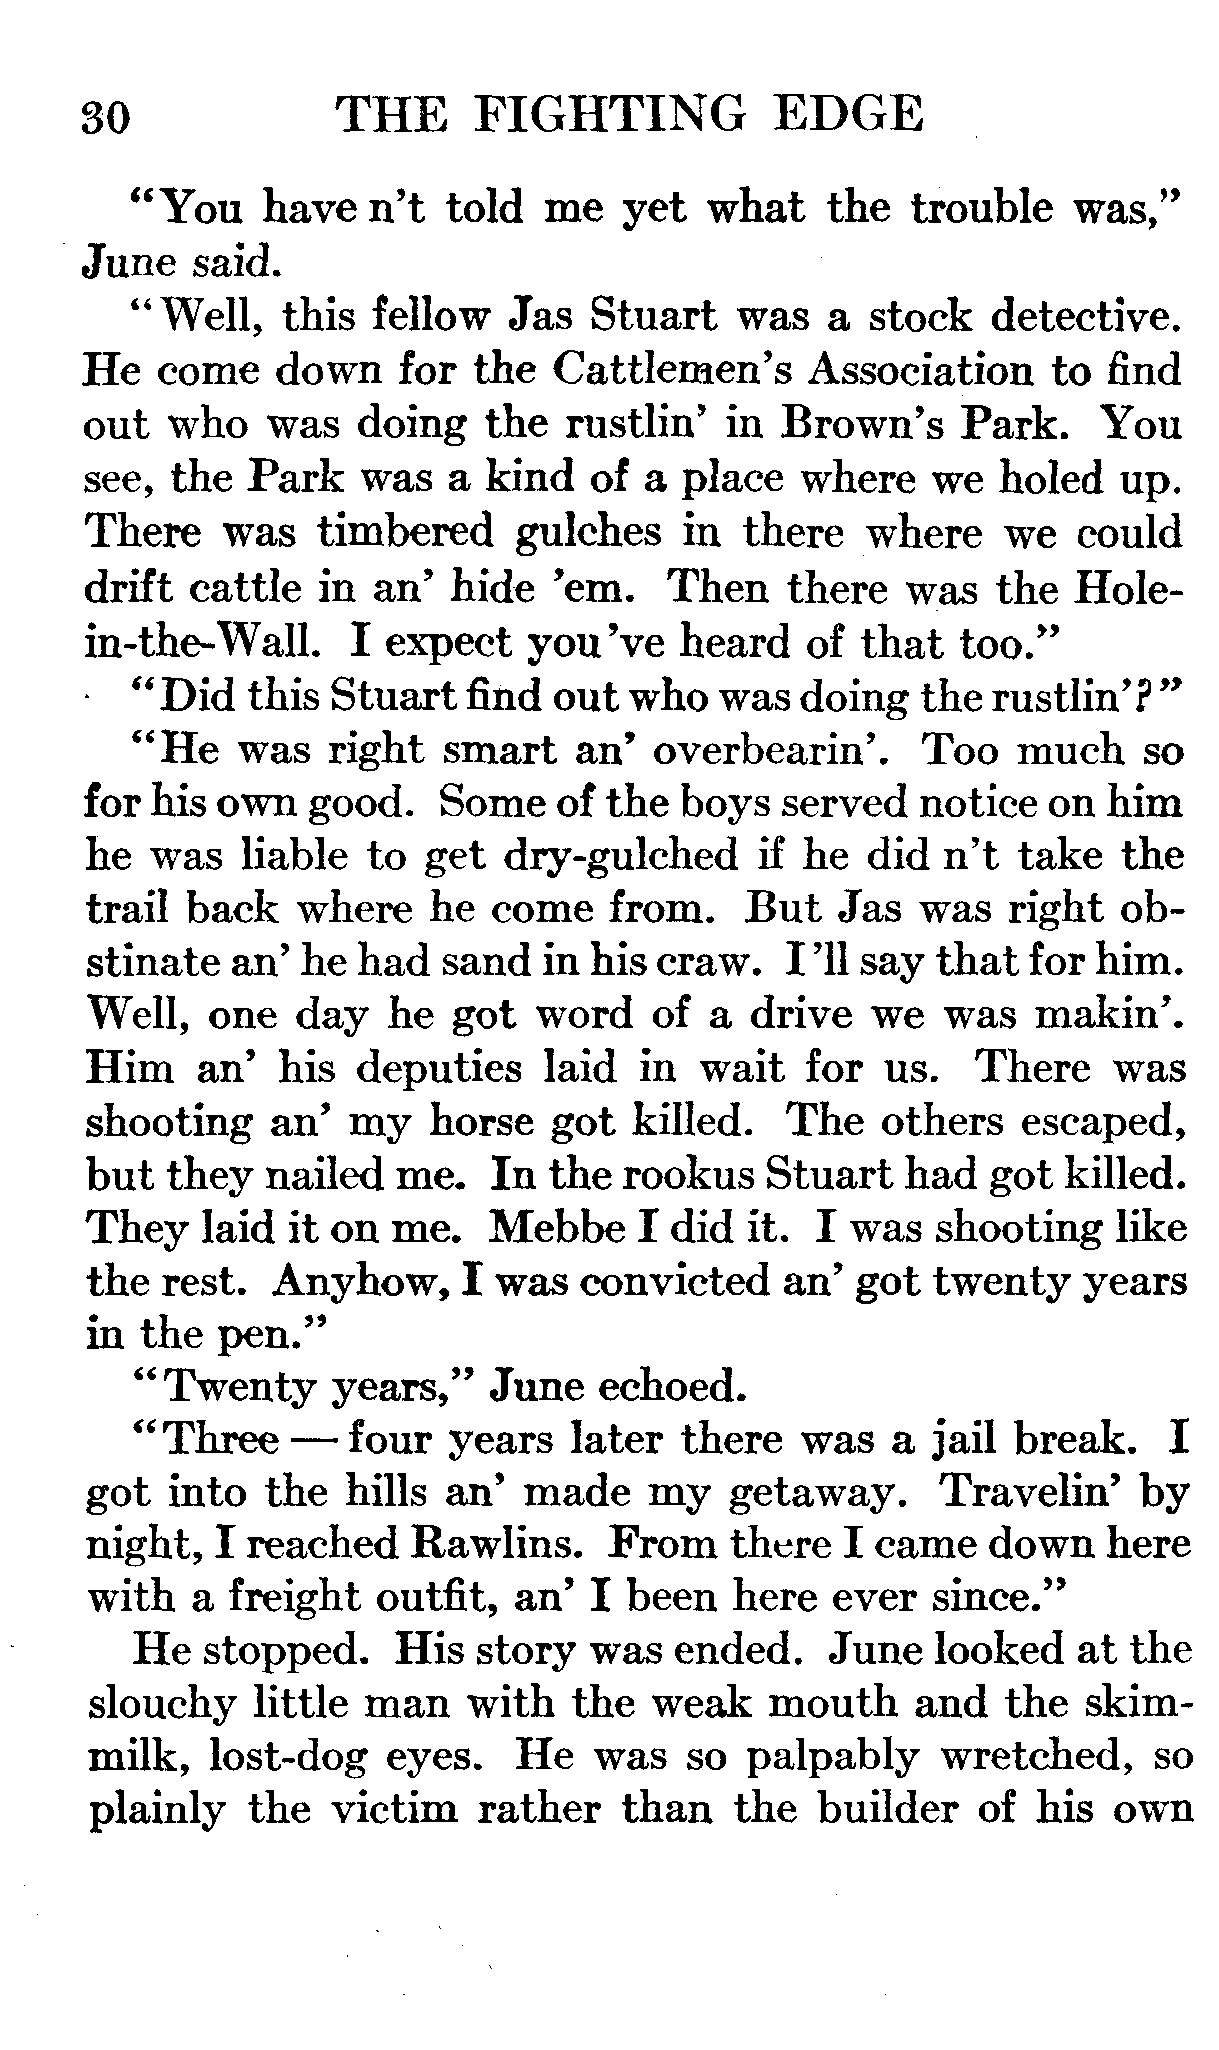 30 THE FIGHTING EDGE
"You have n't told me yet what the trouble was,"
June said.
"Well, this fellow Jas Stuart was a stock detective.
He come down for the Cattlemen's Association to find
out who was doing the rustlin' in Brown's Park. You
see, the Park was a kind of a place where we holed up.
There was timbered gulches in there where we could
drift cattle in an' hide 'em. Then there was the Hole-
in-the-Wall. I expect you 've heard of that too."
"Did this Stuart find out who was doing the rustlin'?"
"He was right smart an' overbearin'. Too much so
for his own good. Some of the boys served notice on him
he was liable to get dry-gulched if he did n't take the
trail back where he come from. But Jas was right ob-
stinate an' he had sand in his craw. I 'll say that for him.
Well, one day he got word of a drive we was makin'.
Him an' his deputies laid in wait for us. There was
shooting an' my horse got killed. The others escaped,
but they nailed me. In the rookus Stuart had got killed.
They laid it on me. Mebbe I did it. I was shooting like
the rest. Anyhow, I was convicted an' got twenty years
in the pen."
"Twenty years," June echoed.
"Three — four years later there was a jail break. I
got into the hills an' made my getaway. Travelin' by
night, I reached Rawlins. From there I came down here
with a freight outfit, an' I been here ever since."
He stopped. His story was ended. June looked at the
slouchy little man with the weak mouth and the skim-
milk, lost-dog eyes. He was so palpably wretched, so
plainly the victim rather than the builder of his own